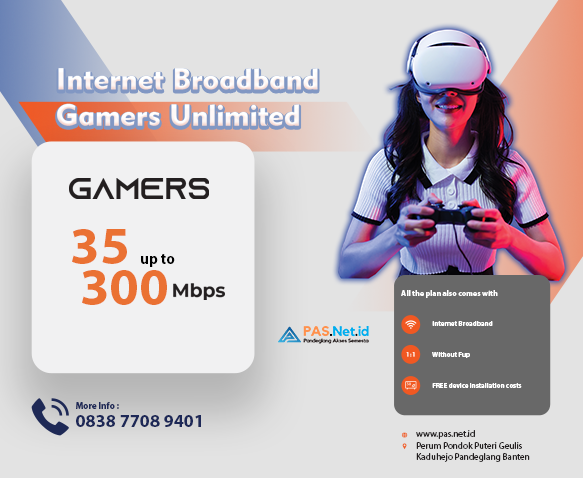 Internet Broadband
Gamers Unlimited
GAMERS
35 up to
300 Mbps
All the plan also comes with
Internet Broadband
1:1 Without Fup
FREE device installation costs
PAS.Net.id
Pandeglang Akses Semesta
More Info :
0838 7708 9401
www.pas.net.id
Perum Pondok Puteri Geulis
Kaduhejo Pandeglang Banten